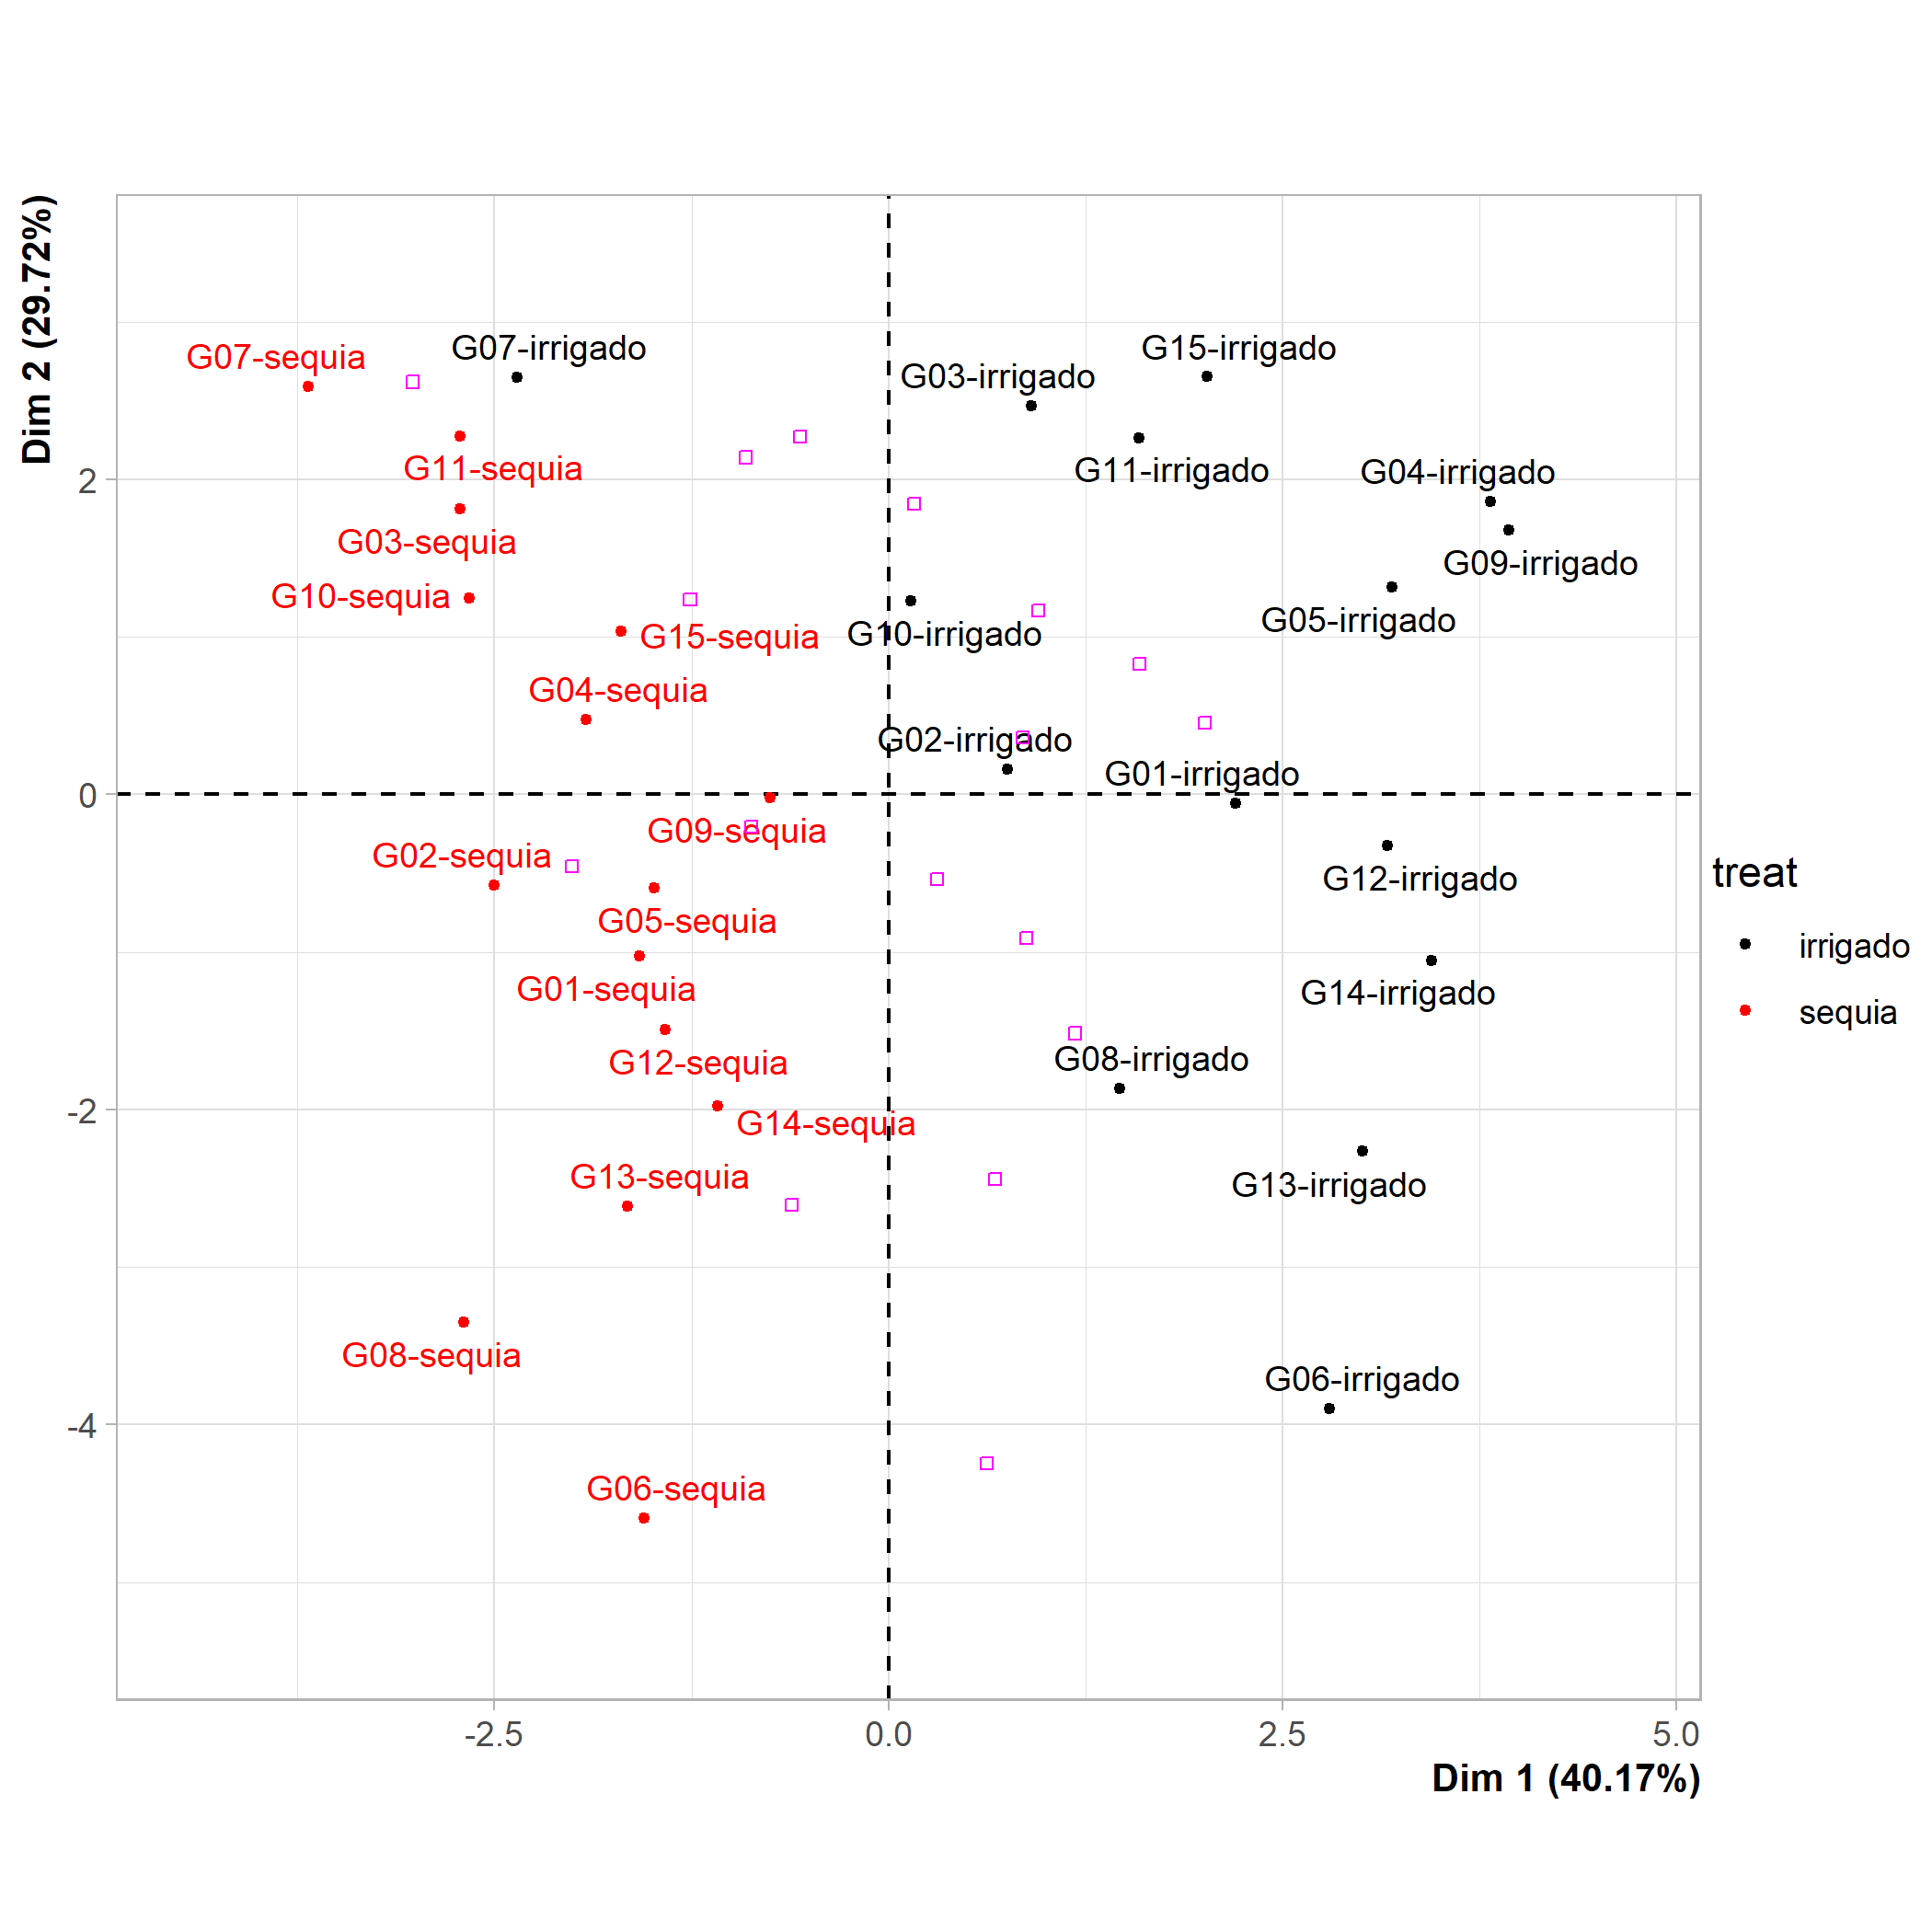 Dim 2 (29.72%)
G07-sequia
G07-irrigado
G15-irrigado
G03-irrigado
G11-sequia
G11-irrigado
G04-irrigado
2
G03-sequia
G09-irrigado
G10-sequia
G05-irrigado
G15-sequia
G10-irrigado
G04-sequia
G02-irrigado
G01-irrigado
0
G09-sequia
G02-sequia
G12-irrigado
treat
G05-sequia
irrigado
G01-sequia
G14-irrigado
sequia
G12-sequia
G08-irrigado
-2
G14-sequia
G13-sequia
G13-irrigado
G08-sequia
G06-irrigado
-4
G06-sequia
-2.5
0.0
2.5
5.0
Dim 1 (40.17%)